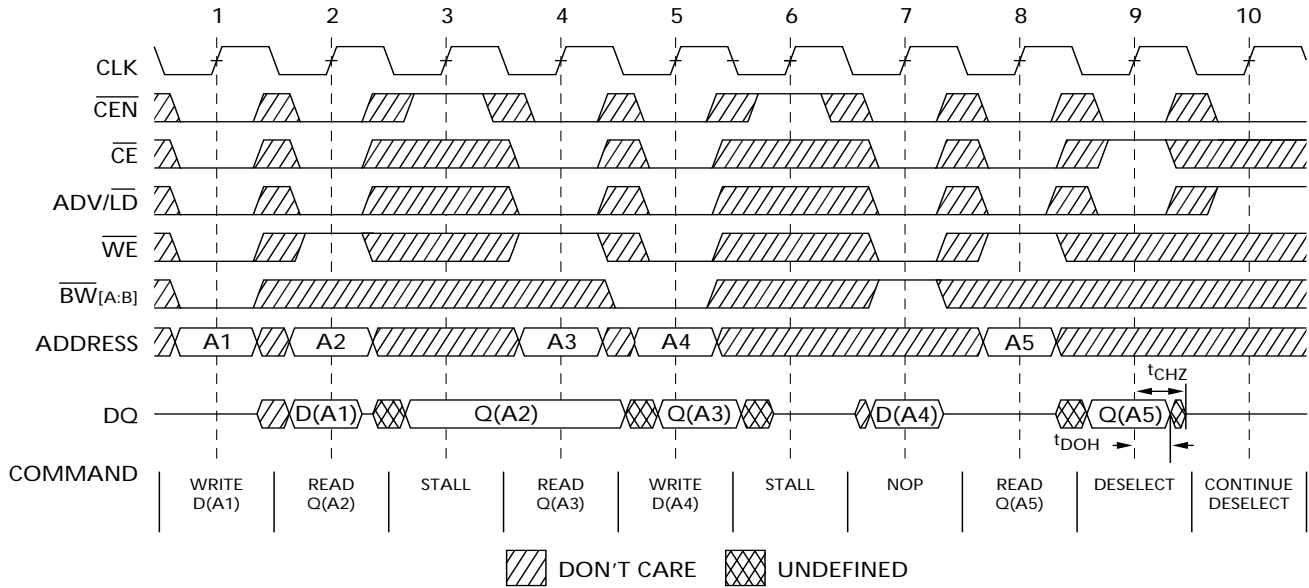 1 2 3 4 5 6 7 8 9 10
CLK
CEN
CE
ADV/LD
WE
BW[A:B]
ADDRESS A1 A2 A3 A4 A5
tCHZ
DQ D(A1) Q(A2) Q(A3) D(A4) Q(A5)
tDOH
COMMAND
WRITE READ STALL READ WRITE STALL NOP READ DESELECT CONTINUE
D(A1) Q(A2) Q(A3) D(A4) Q(A5) DESELECT
DON'T CARE UNDEFINED